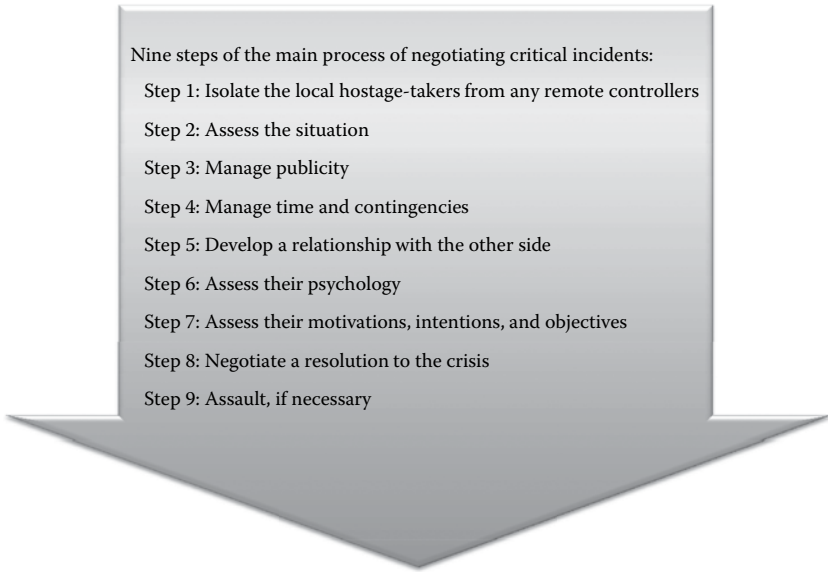 Nine steps of the main process of negotiating critical incidents:
Step 1: Isolate the local hostage-takers from any remote controllers
Step 2: Assess the situation
Step 3: Manage publicity
Step 4: Manage time and contingencies
Step 5: Develop a relationship with the other side
Step 6: Assess their psychology
Step 7: Assess their motivations, intentions, and objectives
Step 8: Negotiate a resolution to the crisis
Step 9: Assault, if necessary